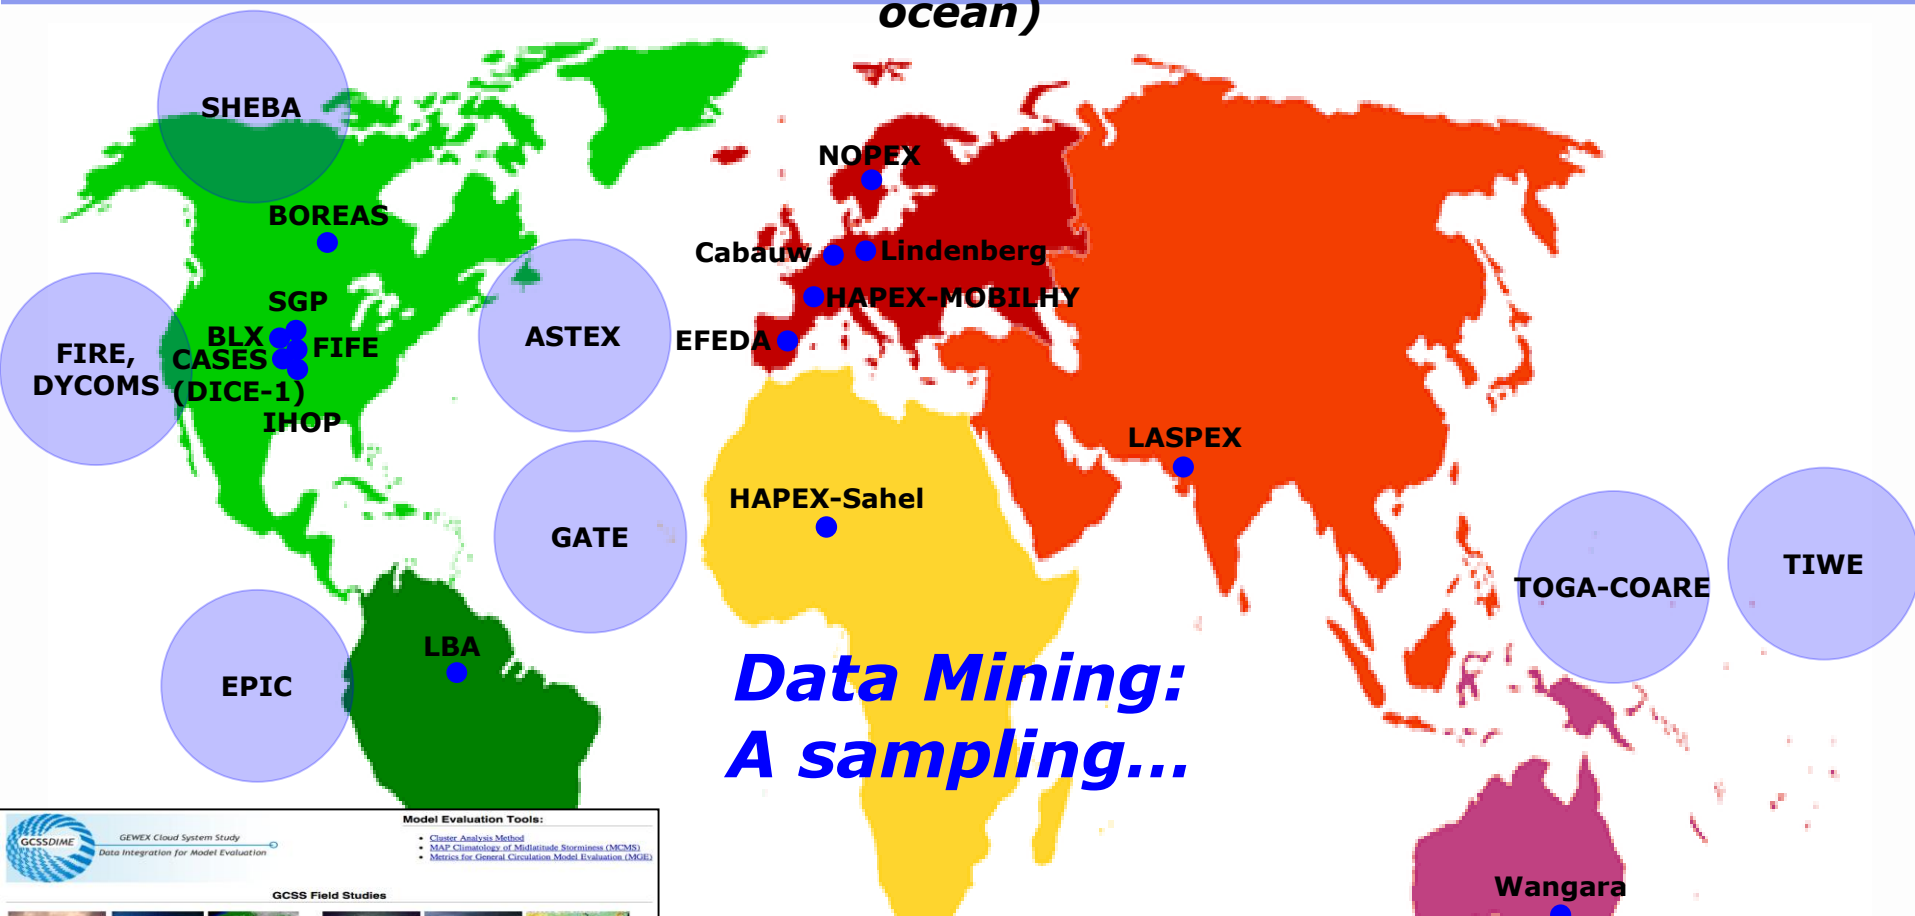 ocean)
SHEBA
NOPEX
BOREAS
Cabauw
Lindenberg
SGP
HAPEX-MOBILHY
BLX
FIFE
ASTEX
EFEDA
FIRE,
DYCOMS
CASES
(DICE-1)
IHOP
LASPEX
HAPEX-Sahel
GATE
TOGA-COARE
TIWE
LBA
EPIC
Data Mining:
A sampling...
Wangara
GCSSDIME
GEWEX Cloud System Study
Data Integration for Model Evaluation
Model Evaluation Tools:
• Cluster Analysis Method
• MAP Climatology of Midlatitude Storminess (MCMS)
• Metrics for General Circulation Model Evaluation (MGE)
GCSS Field Studies